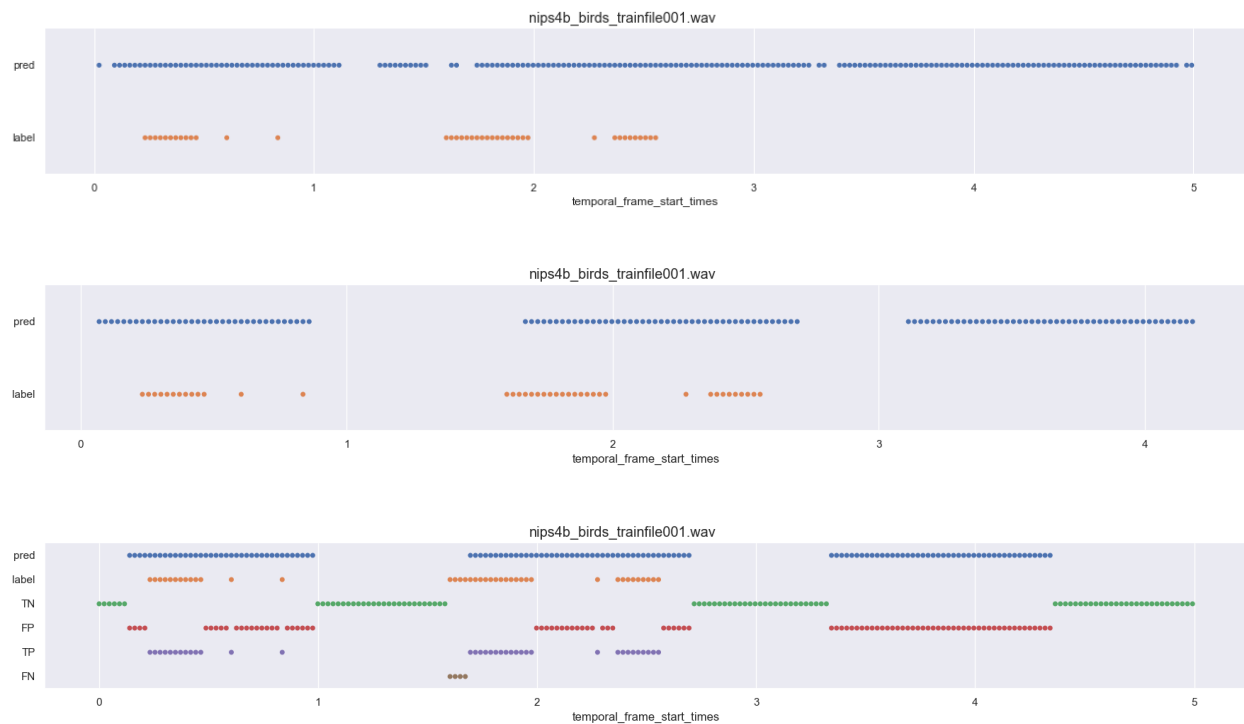 nips4b_birds_trainfile001.wav
pred
label
0 1 2 3 4 5
temporal_frame_start_times
nips4b_birds_trainfile001.wav
pred
label
0 1 2 3 4
temporal_frame_start_times
nips4b_birds_trainfile001.wav
pred
label
TN
FP
TP
FN
0 1 2 3 4 5
temporal_frame_start_times